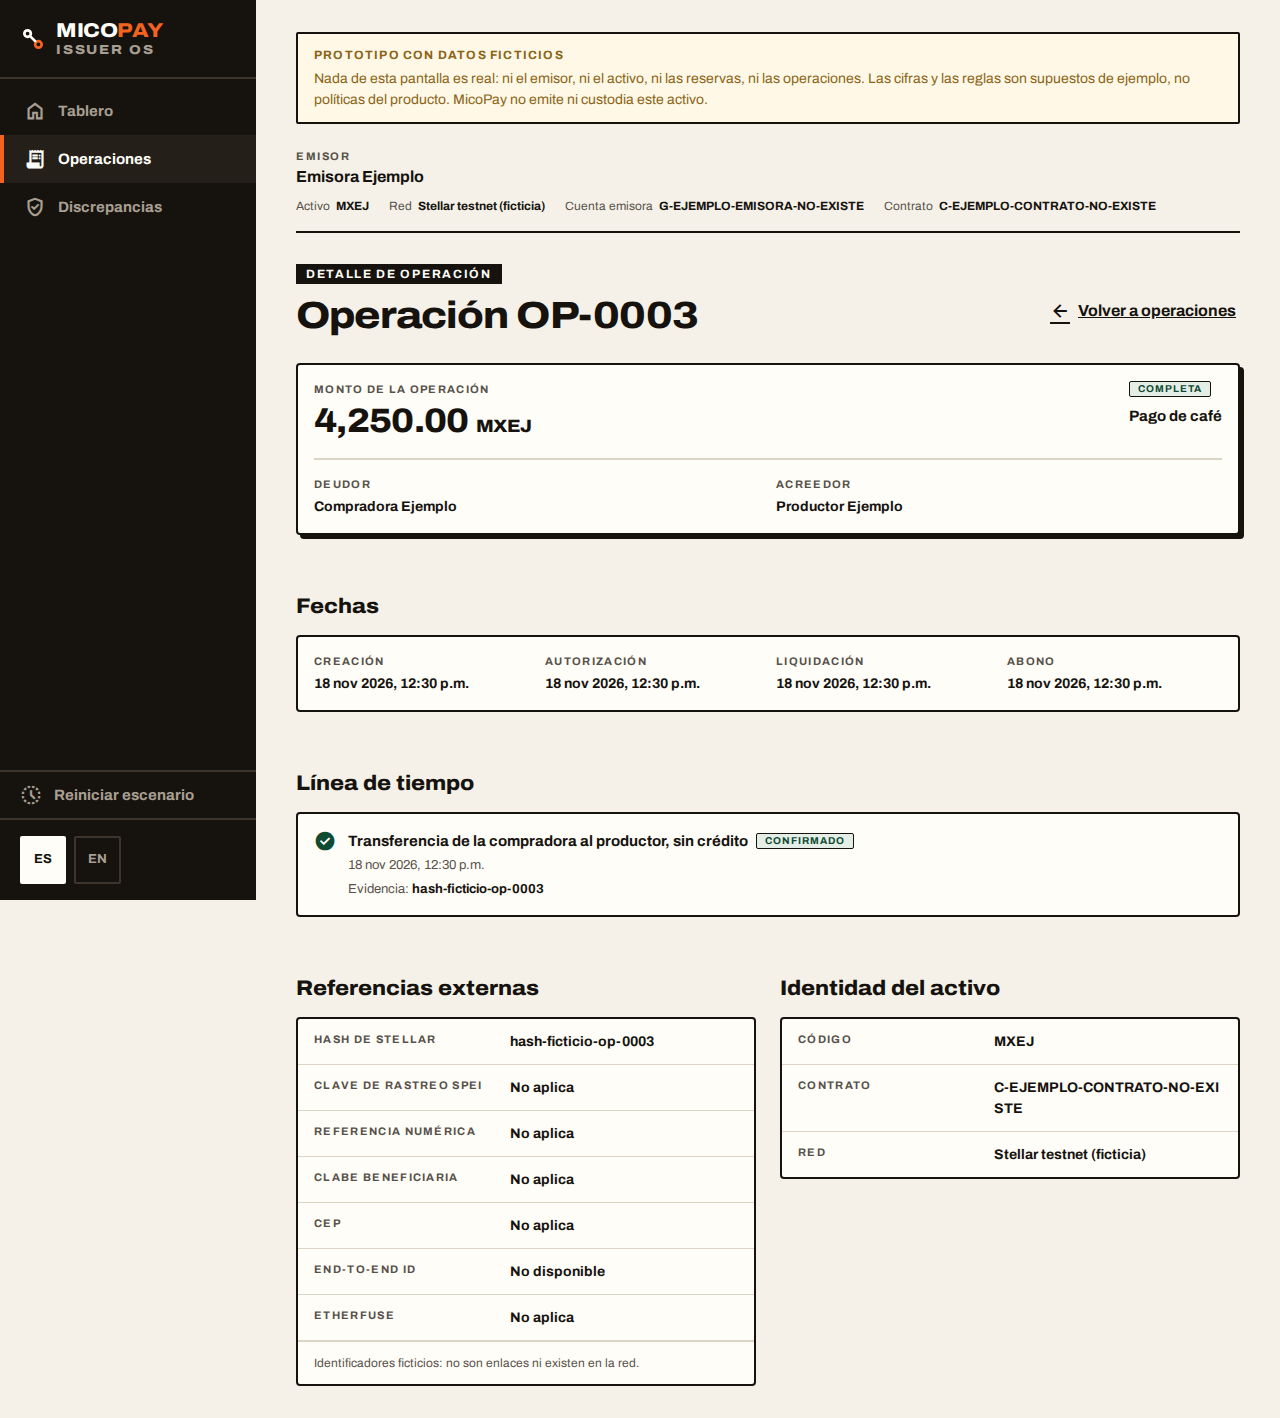 MICOPAY
ISSUER OS
Tablero
Operaciones
Discrepancias
Reiniciar escenario
ES
EN
PROTOTIPO CON DATOS FICTICIOS
Nada de esta pantalla es real: ni el emisor, ni el activo, ni las reservas, ni las operaciones. Las cifras y las reglas son supuestos de ejemplo, no
políticas del producto. MicoPay no emite ni custodia este activo.
EMISOR
Emisora Ejemplo
Activo MXEJ Red Stellar testnet (ficticia) Cuenta emisora G-EJEMPLO-EMISORA-NO-EXISTE Contrato C-EJEMPLO-CONTRATO-NO-EXISTE
DETALLE DE OPERACIÓN
Operación OP-0003
Volver a operaciones
MONTO DE LA OPERACIÓN
4,250.00 MXEJ
COMPLETA
Pago de café
DEUDOR
Compradora Ejemplo
ACREEDOR
Productor Ejemplo
Fechas
CREACIÓN
18 nov 2026, 12:30 p.m.
AUTORIZACIÓN
18 nov 2026, 12:30 p.m.
LIQUIDACIÓN
18 nov 2026, 12:30 p.m.
ABONO
18 nov 2026, 12:30 p.m.
Línea de tiempo
Transferencia de la compradora al productor, sin crédito CONFIRMADO
18 nov 2026, 12:30 p.m.
Evidencia: hash-ficticio-op-0003
Referencias externas
HASH DE STELLAR hash-ficticio-op-0003
CLAVE DE RASTREO SPEI No aplica
REFERENCIA NUMÉRICA No aplica
CLABE BENEFICIARIA No aplica
CEP No aplica
END-TO-END ID No disponible
ETHERFUSE No aplica
Identificadores ficticios: no son enlaces ni existen en la red.
Identidad del activo
CÓDIGO MXEJ
CONTRATO C-EJEMPLO-CONTRATO-NO-EXI
STE
RED Stellar testnet (ficticia)